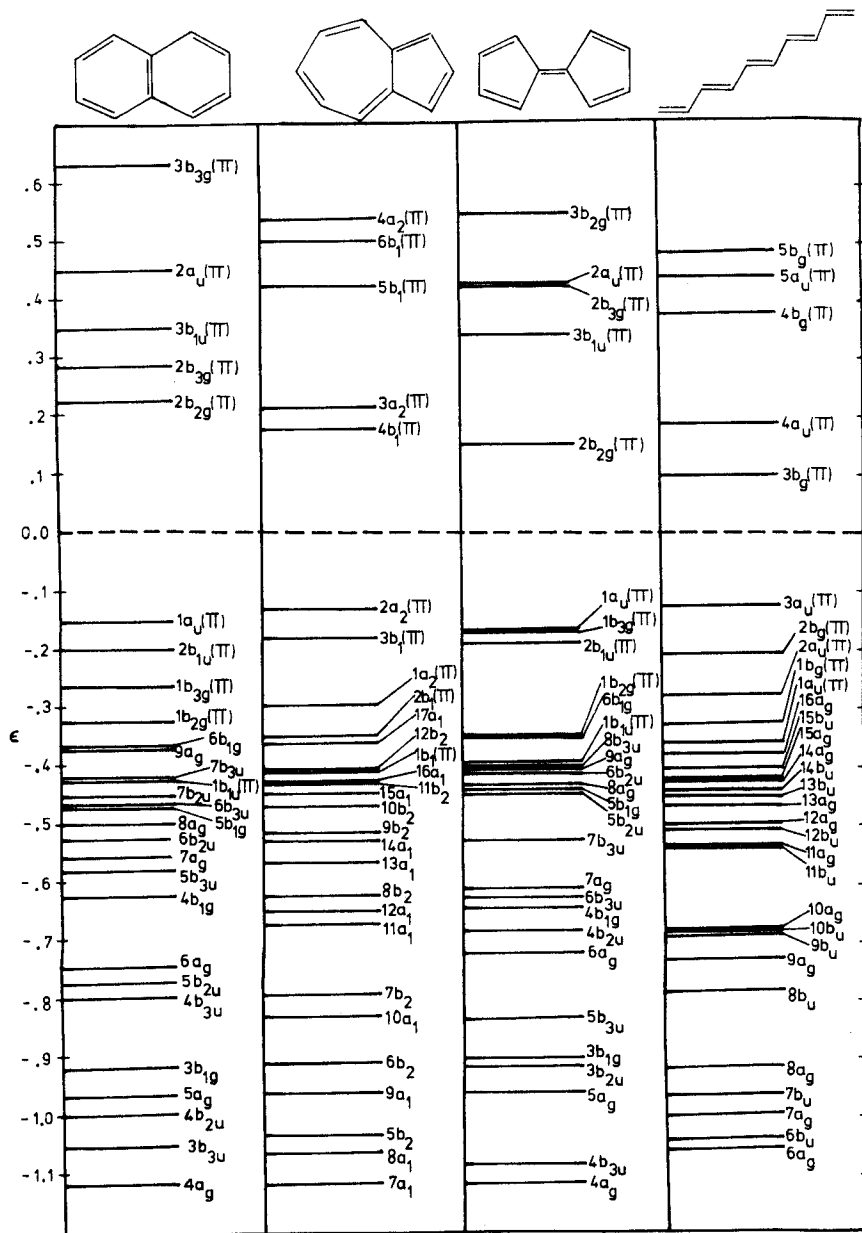 .6
.5
.4
.3
.2
.1
0.0
-.1
-.2
-.3
ϵ
-.4
-.5
-.6
-.7
-.8
-.9
-1.0
-1.1
3b3g(π)
2au(π)
3b1u(π)
2b3g(π)
2b2g(π)
1au(π)
2b1u(π)
1b3g(π)
1b2g(π)
6b1g
9ag
7b3u
1b1u(π)
7b2u
6b3u
5b1g
8ag
6b2u
7ag
5b3u
4b1g
6ag
5b2u
4b3u
3b1g
5ag
4b2u
3b3u
4ag
4a2(π)
6b1(π)
5b1(π)
3a2(π)
4b1(π)
2a2(π)
3b1(π)
1a2(π)
2b1(π)
17a1
12b2
1b1(π)
16a1
11b2
15a1
10b2
9b2
14a1
13a1
8b2
12a1
11a1
7b2
10a1
6b2
9a1
5b2
8a1
7a1
3b2g(π)
2au(π)
2b3g(π)
3b1u(π)
2b2g(π)
1au(π)
1b3g(π)
2b1u(π)
1b2g(π)
6b1g
1b1u(π)
8b3u
9ag
6b2u
8ag
5b1g
5b2u
7b3u
7ag
6b3u
4b1g
4b2u
6ag
5b3u
3b1g
3b2u
5ag
4b3u
4ag
5bg(π)
5au(π)
4bg(π)
4au(π)
3bg(π)
3au(π)
2bg(π)
2au(π)
1bg(π)
1au(π)
16ag
15bu
15ag
14ag
14bu
13bu
13ag
12ag
12bu
11ag
11bu
10ag
10bu
9bu
9ag
8bu
8ag
7bu
7ag
6bu
6ag